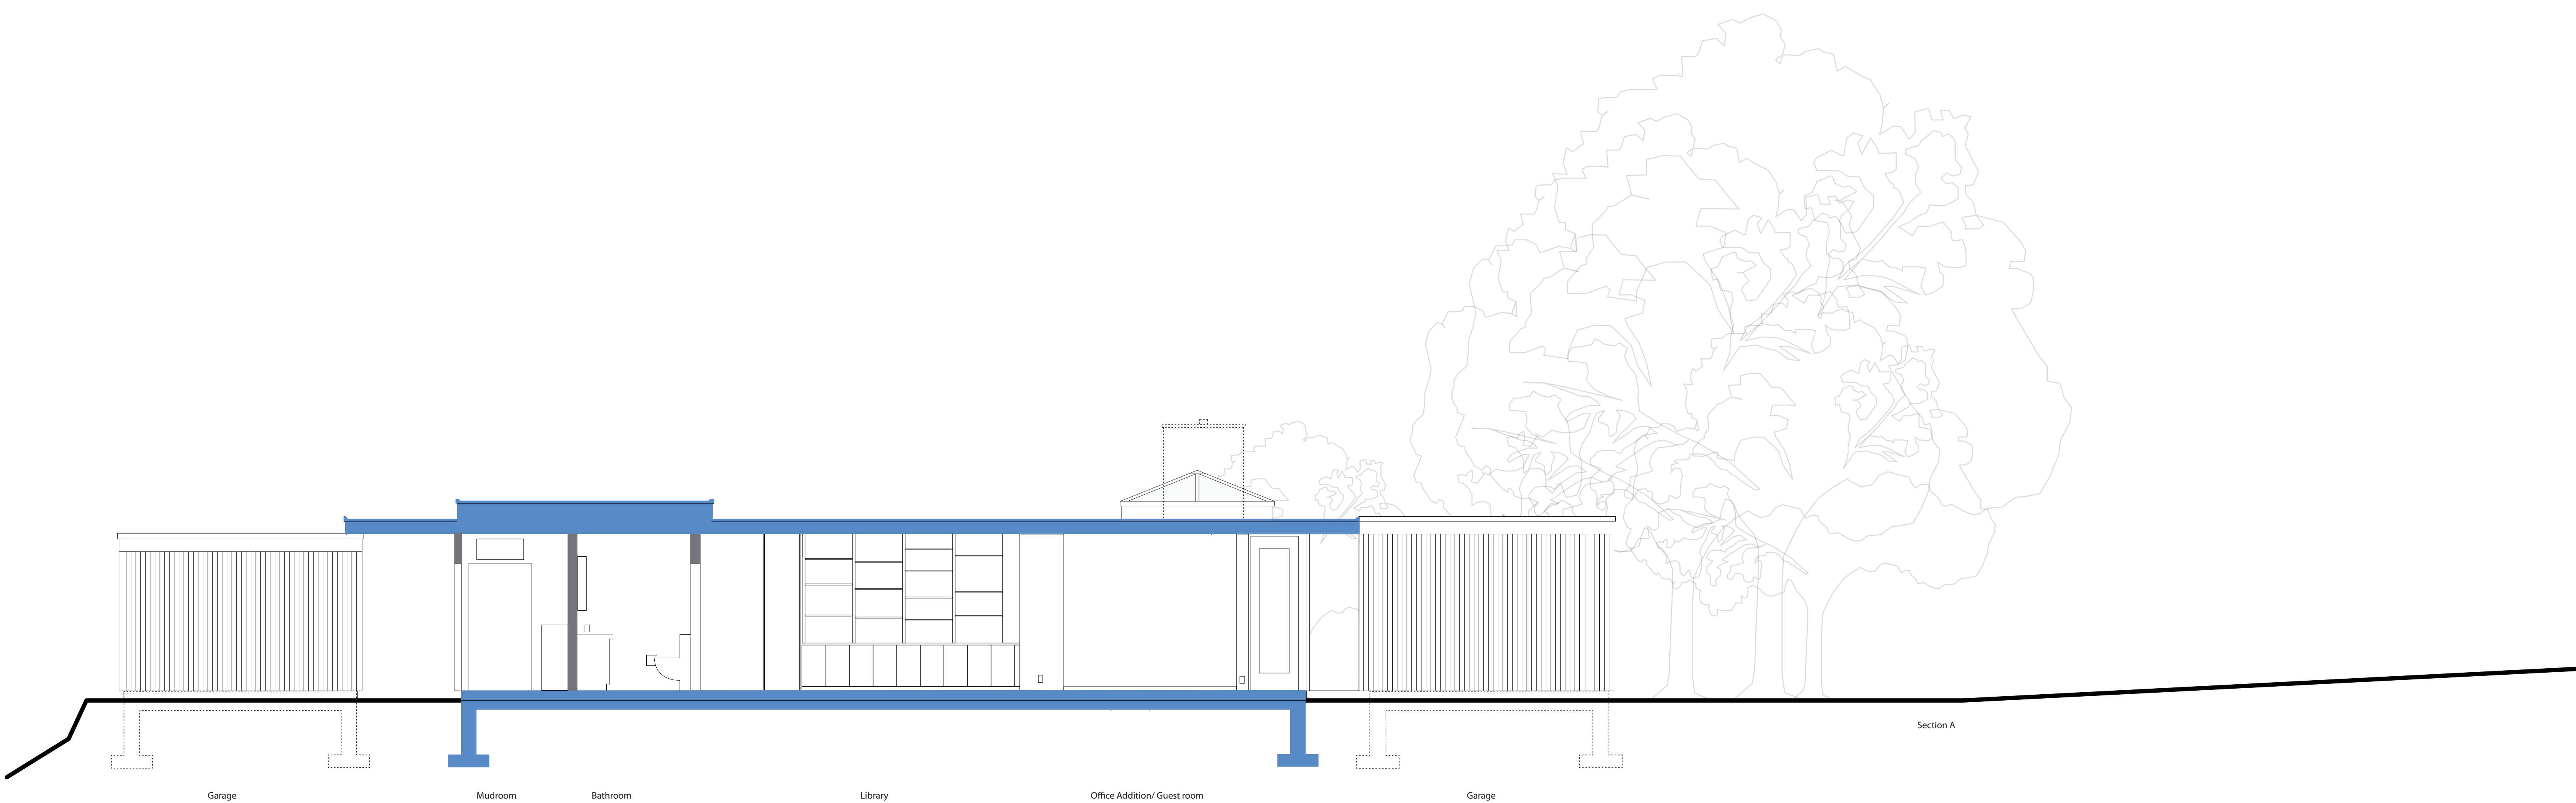 Section A
Garage
Mudroom
Bathroom
Library
Office Addition/ Guest room
Garage